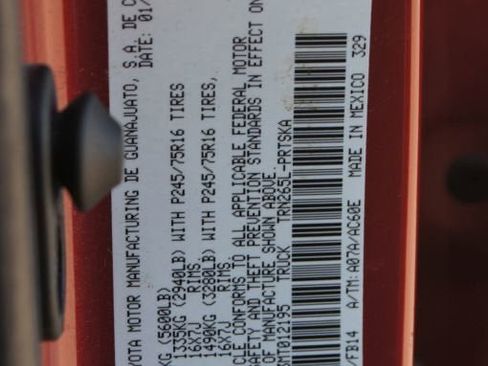 YOTA MOTOR MANUFACTURING DE GUANAJUATO, S.A. DE C
DATE: 01/
KG (5600LB)
1335KG (2940LB) WITH P245/75R16 TIRES
16X7J RIMS,
1490KG (3280LB) WITH P245/75R16 TIRES,
16X7J RIMS.
CLE CONFORMS TO ALL APPLICABLE FEDERAL MOTOR
SAFETY AND THEFT PREVENTION STANDARDS IN EFFECT ON
OF MANUFACTURE SHOWN ABOVE.
MT012195 TRUCK TRN265L-PRTSKA
/FB14 A/TM: A07A/AC60E MADE IN MEXICO 329